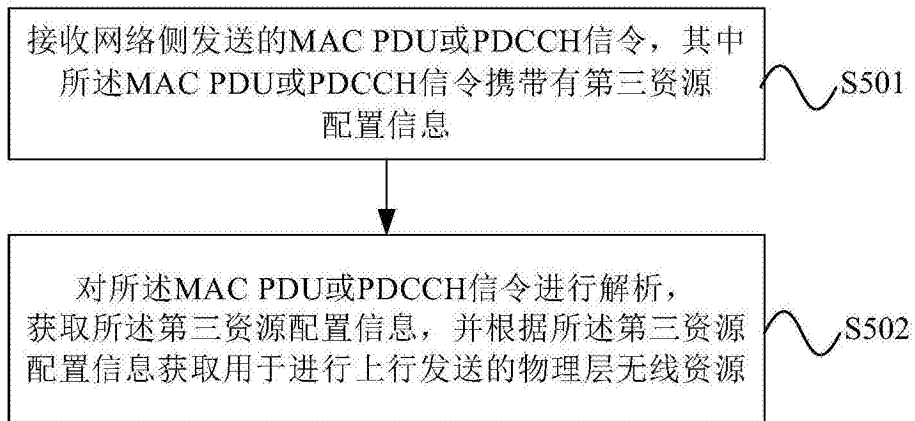 接收网络侧发送的MAC PDU或PDCCH信令，其中
所述MAC PDU或PDCCH信令携带有第三资源
配置信息
S501
对所述MAC PDU或PDCCH信令进行解析，
获取所述第三资源配置信息，并根据所述第三资源
配置信息获取用于进行上行发送的物理层无线资源
S502